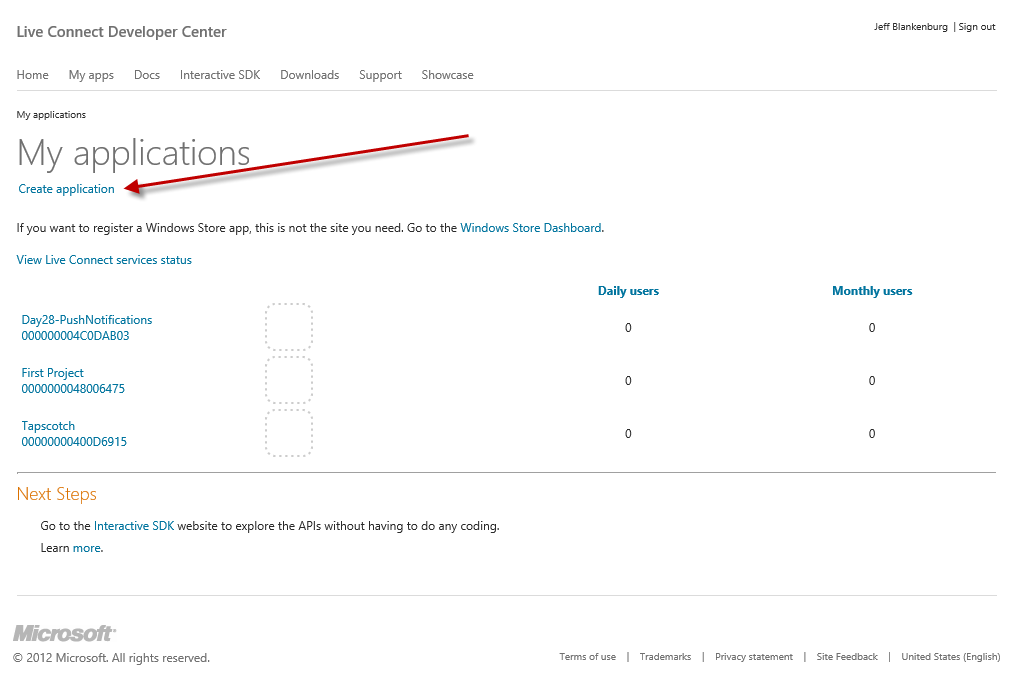 Live Connect Developer Center
Jeff Blankenburg | Sign out
Home My apps Docs Interactive SDK Downloads Support Showcase
My applications
My applications
Create application
If you want to register a Windows Store app, this is not the site you need. Go to the Windows Store Dashboard.
View Live Connect services status
Daily users Monthly users
Day28-PushNotifications
000000004C0DAB03
0 0
First Project
0000000048006475
0 0
Tapscotch
00000000400D6915
0 0
Next Steps
Go to the Interactive SDK website to explore the APIs without having to do any coding.
Learn more.
Microsoft
© 2012 Microsoft. All rights reserved.
Terms of use | Trademarks | Privacy statement | Site Feedback | United States (English)